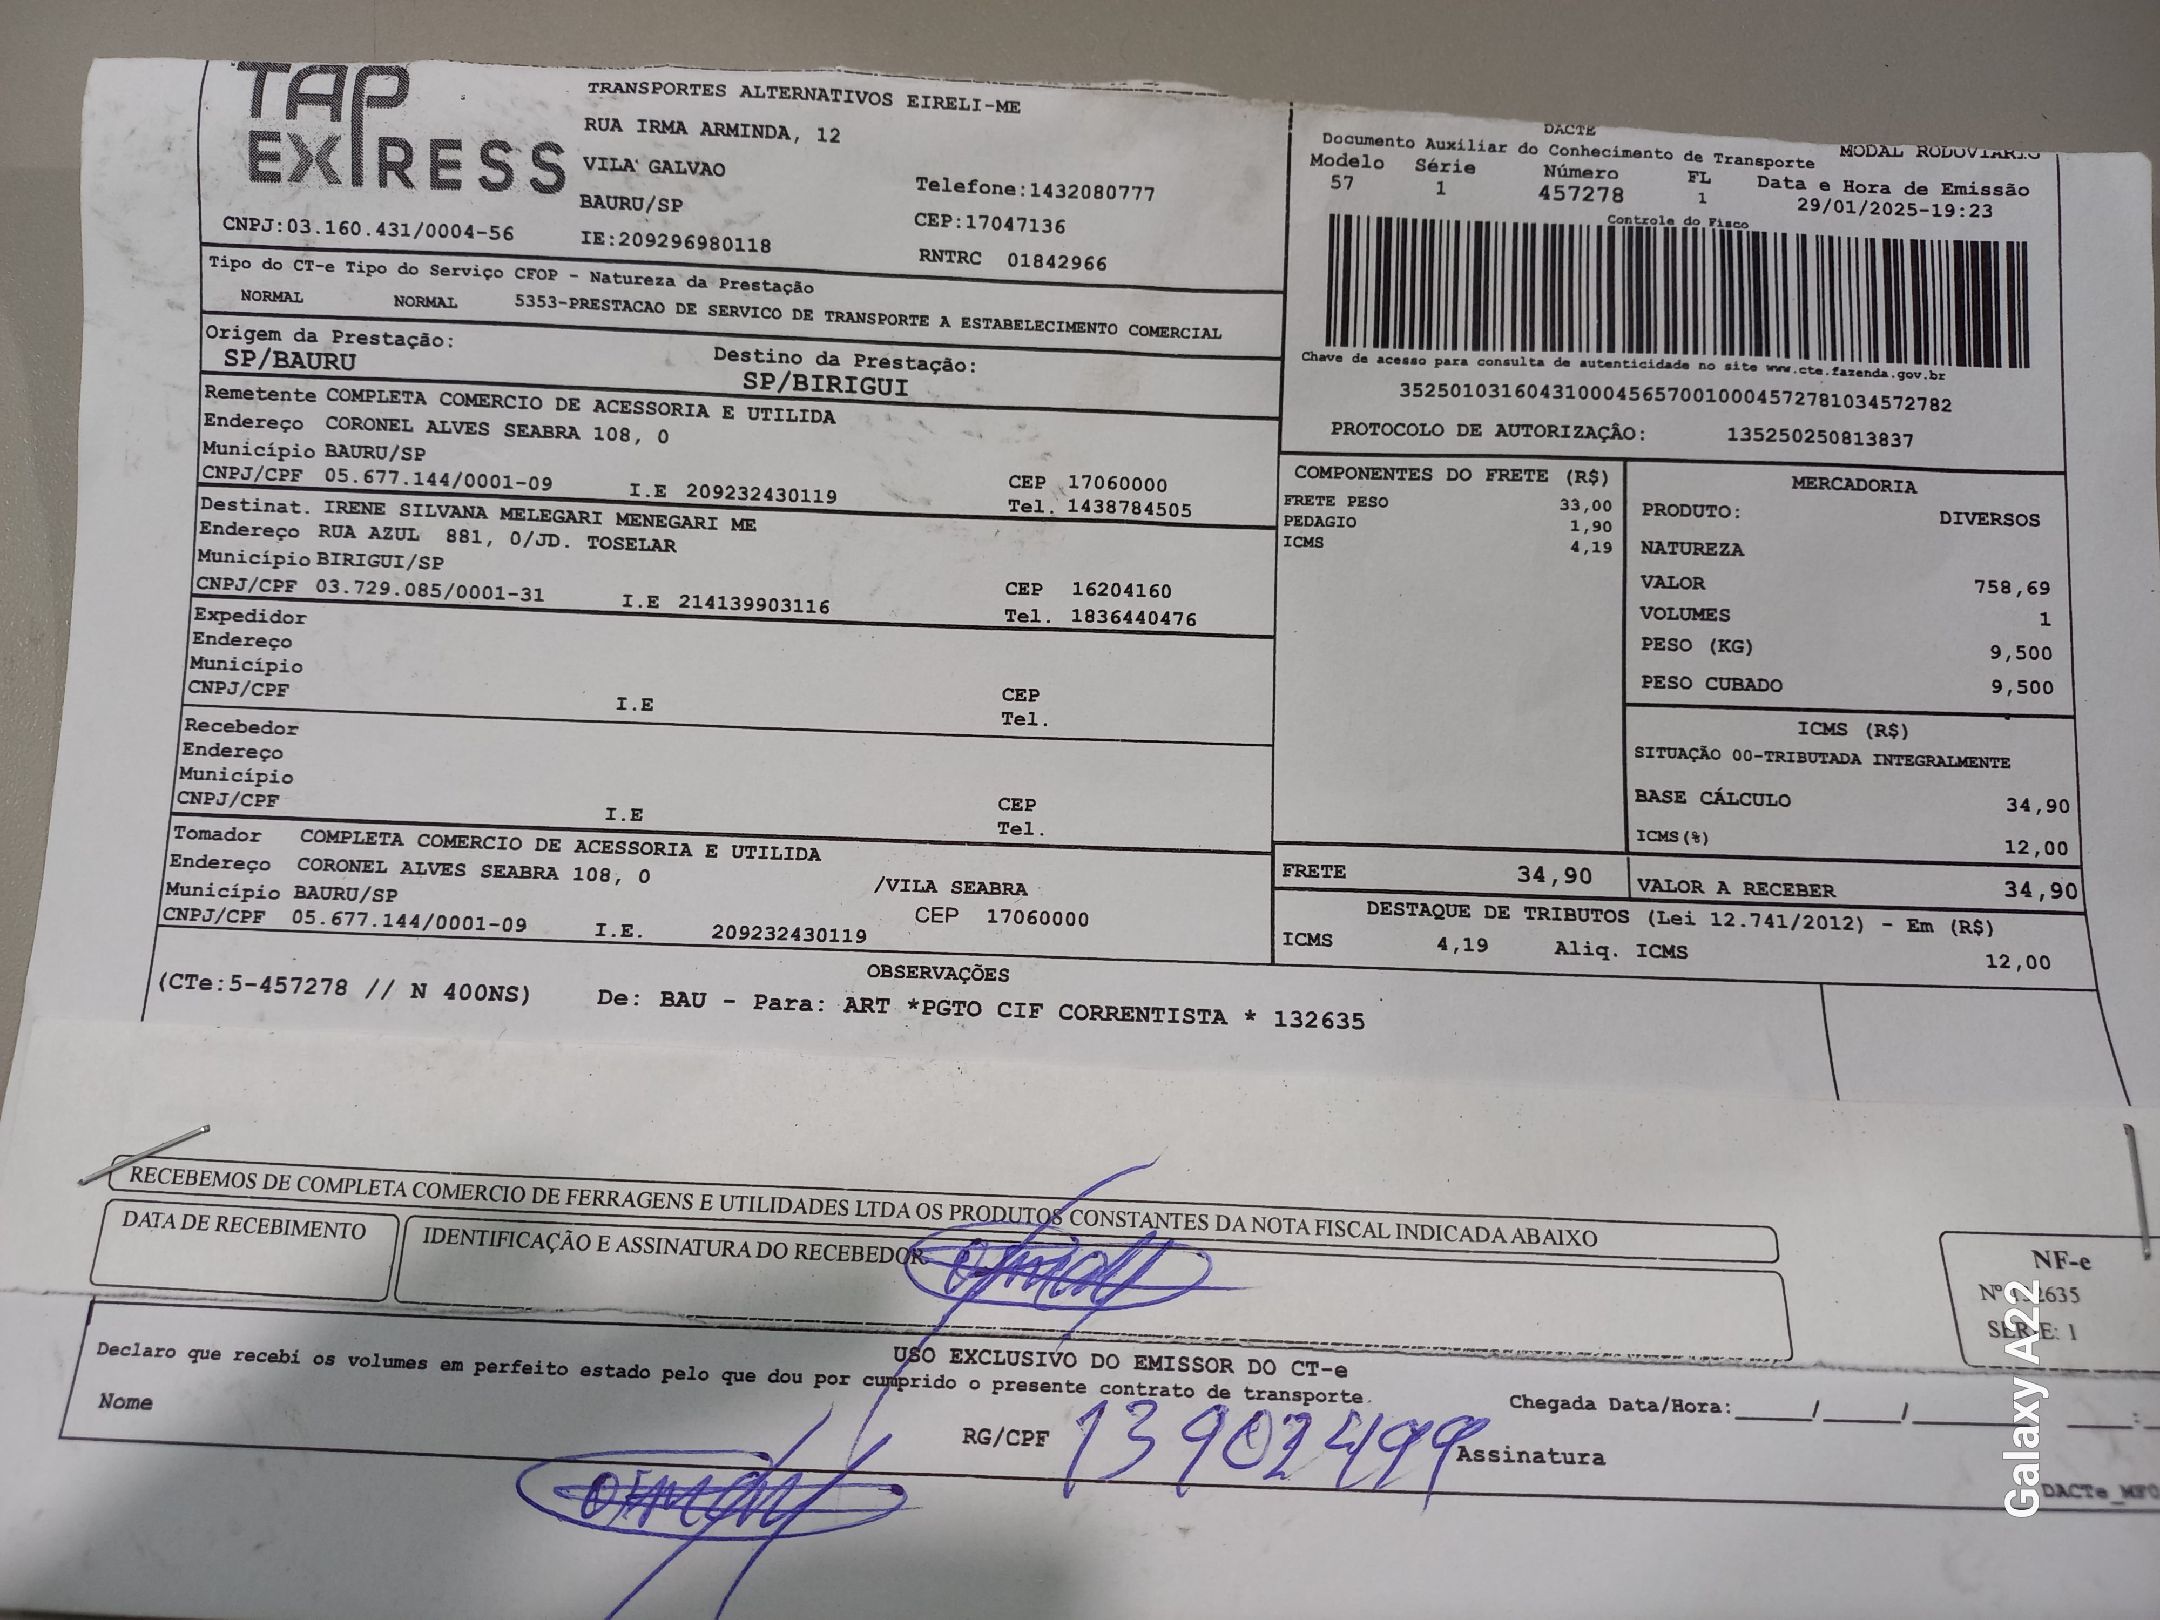 TAP EXPRESS
TRANSPORTES ALTERNATIVOS EIRELI-ME
RUA IRMA ARMINDA, 12
VILA GALVAO
BAURU/SP
Telefone:1432080777
CEP:17047136
CNPJ:03.160.431/0004-56
IE:209296980118
RNTRC 01842966
DACTE
Documento Auxiliar do Conhecimento de Transporte
MODAL RODOVIARIO
Modelo Série Número FL Data e Hora de Emissão
57 1 457278 1 29/01/2025-19:23
Controle do Fisco
Chave de acesso para consulta de autenticidade no site www.cte.fazenda.gov.br
35250103160431000456570010004572781034572782
PROTOCOLO DE AUTORIZAÇÂO: 135250250813837
Tipo do CT-e Tipo do Serviço CFOP - Natureza da Prestação
NORMAL NORMAL 5353-PRESTACAO DE SERVICO DE TRANSPORTE A ESTABELECIMENTO COMERCIAL
Origem da Prestação: Destino da Prestação:
SP/BAURU SP/BIRIGUI
Remetente COMPLETA COMERCIO DE ACESSORIA E UTILIDA
Endereço CORONEL ALVES SEABRA 108, 0
Município BAURU/SP CEP 17060000
CNPJ/CPF 05.677.144/0001-09 I.E 209232430119 Tel. 1438784505
Destinat. IRENE SILVANA MELEGARI MENEGARI ME
Endereço RUA AZUL 881, 0/JD. TOSELAR
Município BIRIGUI/SP CEP 16204160
CNPJ/CPF 03.729.085/0001-31 I.E 214139903116 Tel. 1836440476
Expedidor
Endereço
Município CEP
CNPJ/CPF I.E Tel.
Recebedor
Endereço
Município CEP
CNPJ/CPF I.E Tel.
Tomador COMPLETA COMERCIO DE ACESSORIA E UTILIDA
Endereço CORONEL ALVES SEABRA 108, 0 /VILA SEABRA
Município BAURU/SP CEP 17060000
CNPJ/CPF 05.677.144/0001-09 I.E. 209232430119
COMPONENTES DO FRETE (R$)
FRETE PESO 33,00
PEDAGIO 1,90
ICMS 4,19
MERCADORIA
PRODUTO: DIVERSOS
NATUREZA
VALOR 758,69
VOLUMES 1
PESO (KG) 9,500
PESO CUBADO 9,500
ICMS (R$)
SITUAÇÃO 00-TRIBUTADA INTEGRALMENTE
BASE CÁLCULO 34,90
ICMS(%) 12,00
FRETE 34,90 VALOR A RECEBER 34,90
DESTAQUE DE TRIBUTOS (Lei 12.741/2012) - Em (R$)
ICMS 4,19 Aliq. ICMS 12,00
OBSERVAÇÕES
(CTe:5-457278 // N 400NS) De: BAU - Para: ART *PGTO CIF CORRENTISTA * 132635
RECEBEMOS DE COMPLETA COMERCIO DE FERRAGENS E UTILIDADES LTDA OS PRODUTOS CONSTANTES DA NOTA FISCAL INDICADA ABAIXO
DATA DE RECEBIMENTO IDENTIFICAÇÃO E ASSINATURA DO RECEBEDOR
NF-e
Nº 132635
SERIE: 1
USO EXCLUSIVO DO EMISSOR DO CT-e
Declaro que recebi os volumes em perfeito estado pelo que dou por cumprido o presente contrato de transporte.
Chegada Data/Hora:____/____/______ ____:__
Nome RG/CPF 13902499 Assinatura
Galaxy A22